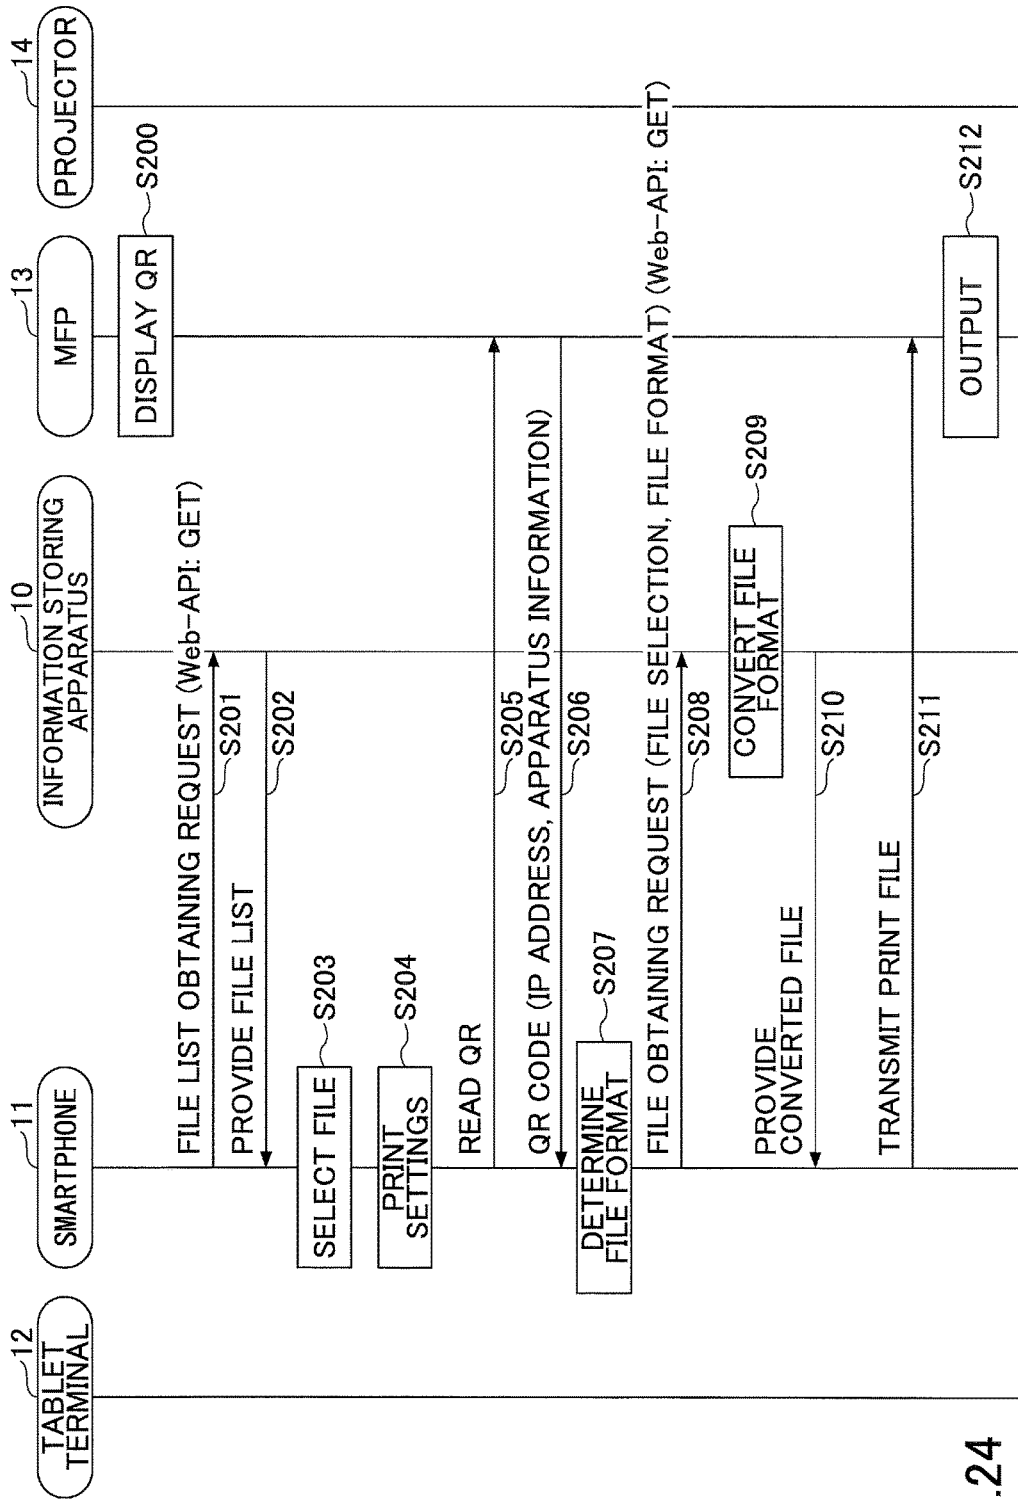 12
TABLET
TERMINAL
11
SMARTPHONE
10
INFORMATION STORING
APPARATUS
13
MFP
14
PROJECTOR
DISPLAY QR
S200
FILE LIST OBTAINING REQUEST (Web-API: GET)
S201
PROVIDE FILE LIST
S202
SELECT FILE
S203
PRINT
SETTINGS
S204
READ QR
S205
QR CODE (IP ADDRESS, APPARATUS INFORMATION)
S206
DETERMINE
FILE FORMAT
S207
FILE OBTAINING REQUEST (FILE SELECTION, FILE FORMAT) (Web-API: GET)
S208
CONVERT FILE
FORMAT
S209
PROVIDE
CONVERTED FILE
S210
TRANSMIT PRINT FILE
S211
OUTPUT
S212
.24